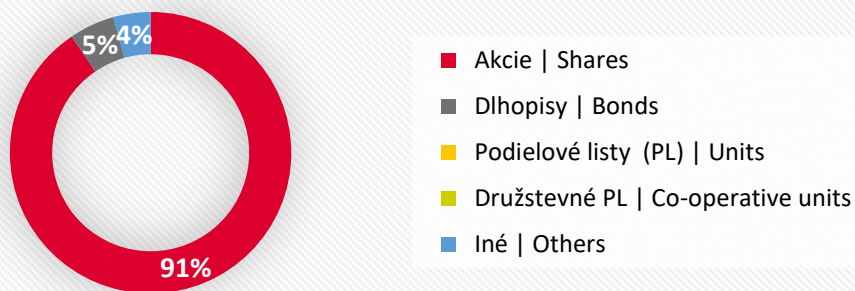 5%
4%
91%
Akcie | Shares
Dlhopisy | Bonds
Podielové listy (PL) | Units
Družstevné PL | Co-operative units
Iné | Others